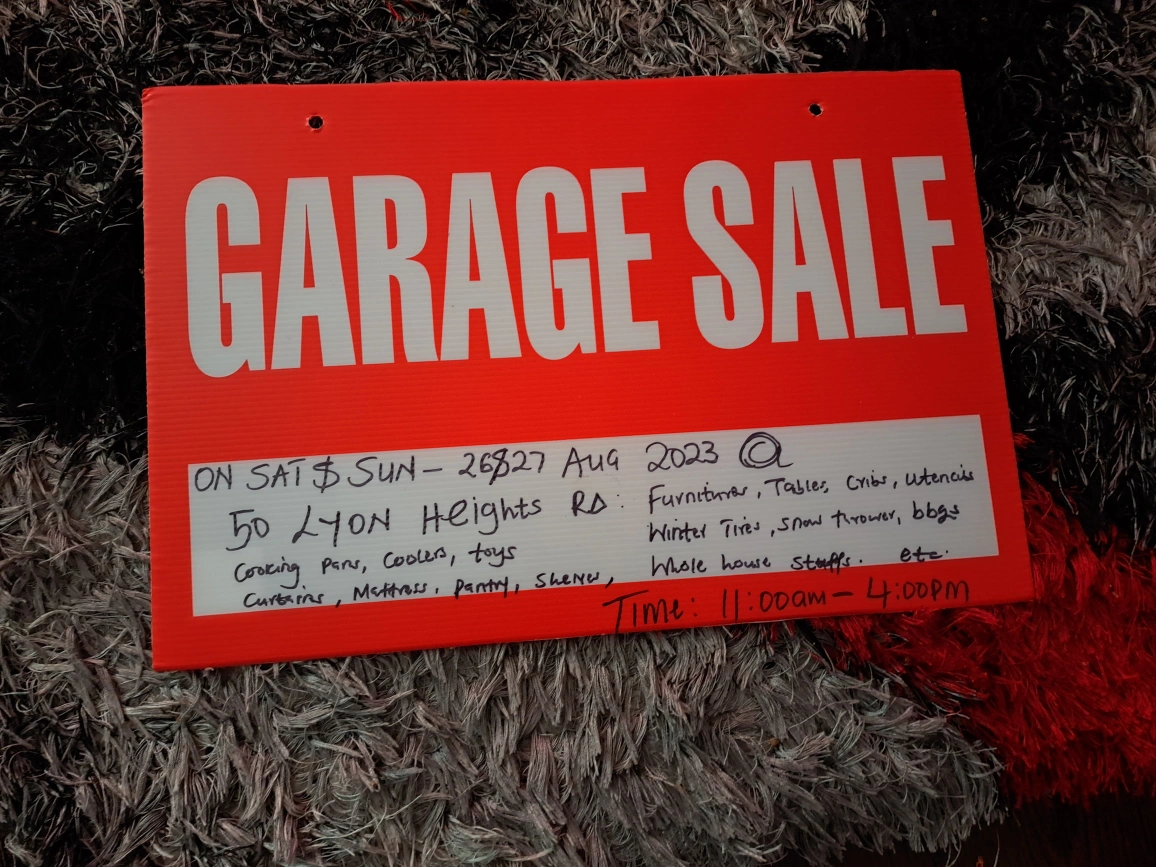 GARAGE SALE
ON SAT $ SUN - 26$27 Aug 2023 @
50 LYON Heights RD: Furnitures, Tables, Cribs, Utencils
Winter Tires, snow thrower, bbgs
Cooking Pans, Coolers, toys
Whole house stuffs. etc.
Curtains, Mattress, Pantry, Shelves,
Time: 11:00am - 4:00PM